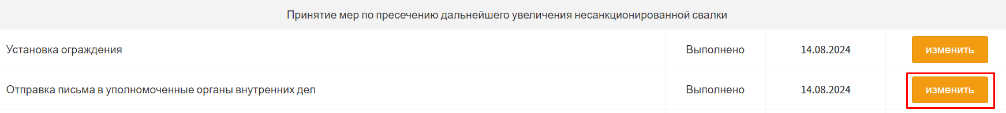 Принятие мер по пресечению дальнейшего увеличения несанкционированной свалки
Установка ограждения Выполнено 14.08.2024 изменить
Отправка письма в уполномоченные органы внутренних дел Выполнено 14.08.2024 изменить